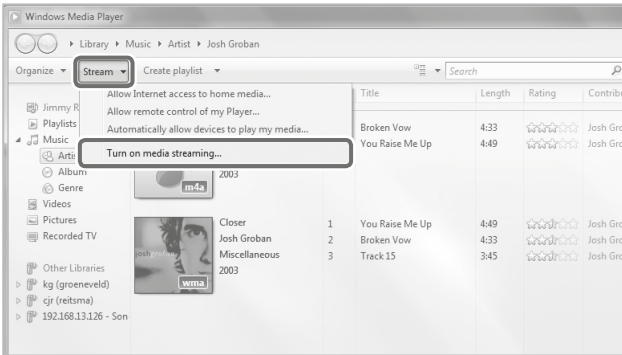 Windows Media Player
Library Music Artist Josh Groban
Organize Stream Create playlist Search
Allow Internet access to home media...
Allow remote control of my Player...
Automatically allow devices to play my media...
Turn on media streaming...
Title Length Rating Contribu
Jimmy R
Playlists
Music
Artis
Album
Genre
Videos
Pictures
Recorded TV
Other Libraries
kg (groeneveld)
cjr (reitsma)
192.168.13.126 - Son
Broken Vow 4:33 Josh Gro
You Raise Me Up 4:49 Josh Gro
2003
m4a
Closer 1 You Raise Me Up 4:49 Josh Gro
Josh Groban 2 Broken Vow 4:33 Josh Gro
Miscellaneous 3 Track 15 3:45 Josh Gro
2003
josh groban
wma